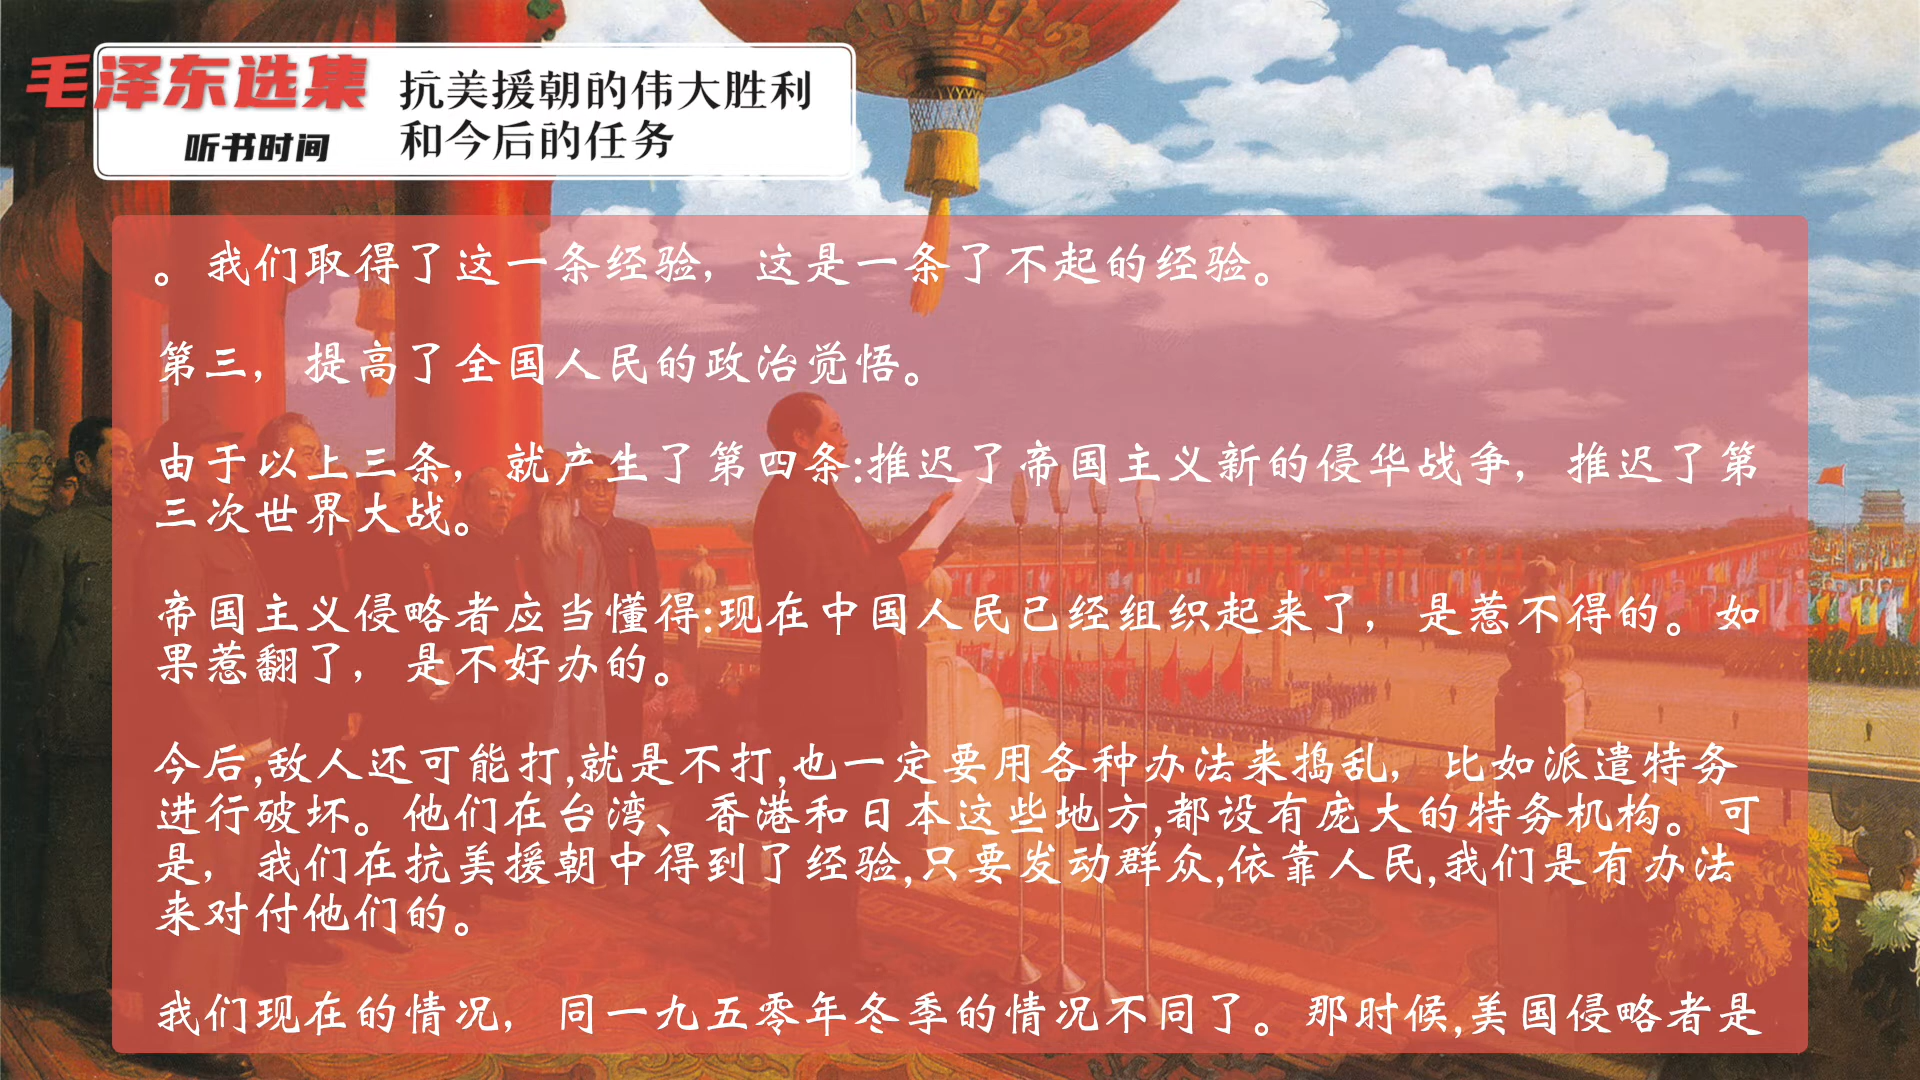 毛泽东选集
听书时间
抗美援朝的伟大胜利
和今后的任务
。我们取得了这一条经验，这是一条了不起的经验。
第三，提高了全国人民的政治觉悟。
由于以上三条，就产生了第四条:推迟了帝国主义新的侵华战争，推迟了第
三次世界大战。
帝国主义侵略者应当懂得:现在中国人民已经组织起来了，是惹不得的。如
果惹翻了，是不好办的。
今后,敌人还可能打,就是不打,也一定要用各种办法来捣乱，比如派遣特务
进行破坏。他们在台湾、香港和日本这些地方,都设有庞大的特务机构。可
是，我们在抗美援朝中得到了经验,只要发动群众,依靠人民,我们是有办法
来对付他们的。
我们现在的情况，同一九五零年冬季的情况不同了。那时候,美国侵略者是